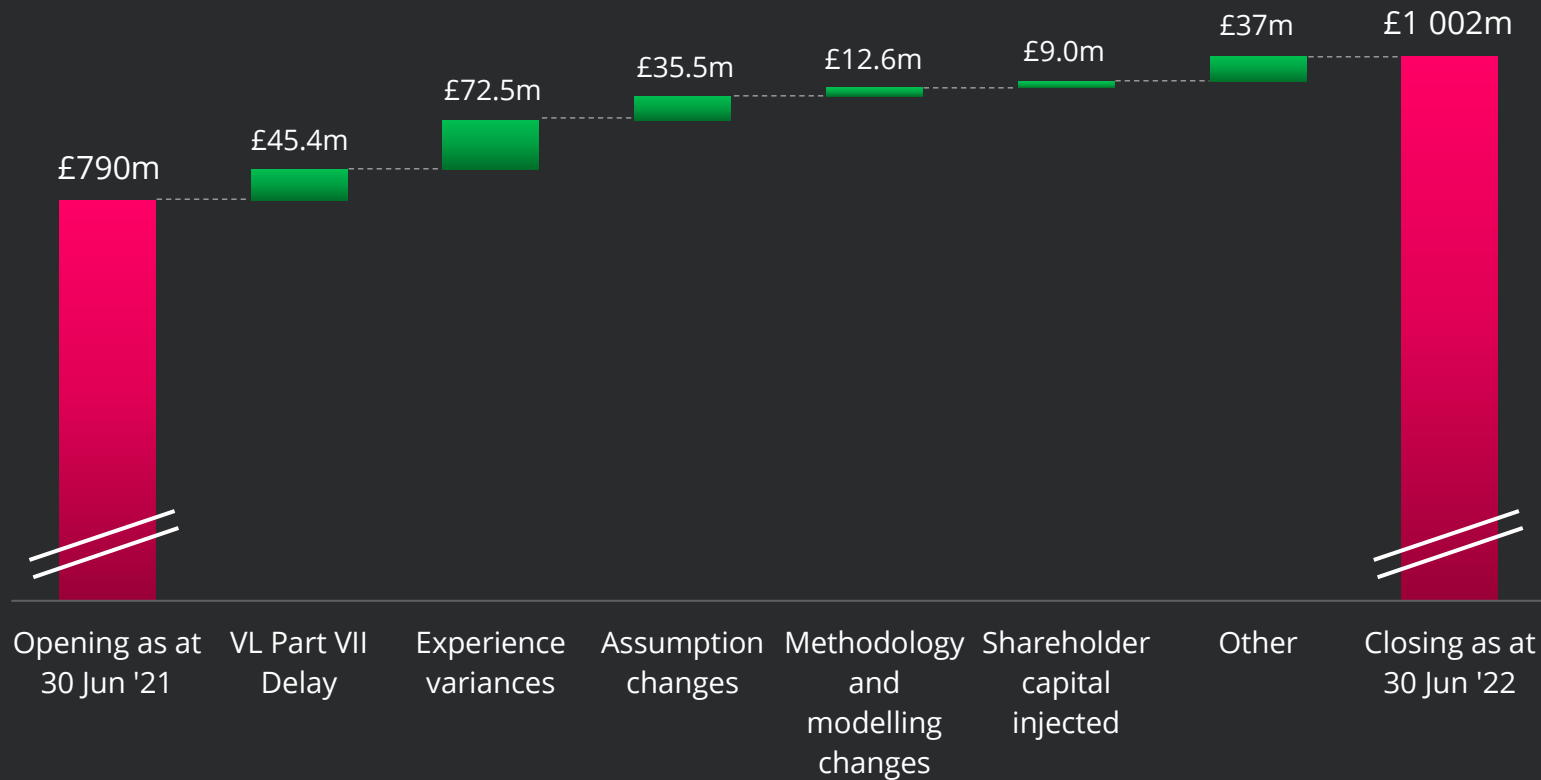 £790m
£45.4m
£72.5m
£35.5m
£12.6m
£9.0m
£37m
£1 002m
Opening as at
30 Jun '21
VL Part VII
Delay
Experience
variances
Assumption
changes
Methodology
and
modelling
changes
Shareholder
capital
injected
Other
Closing as at
30 Jun '22